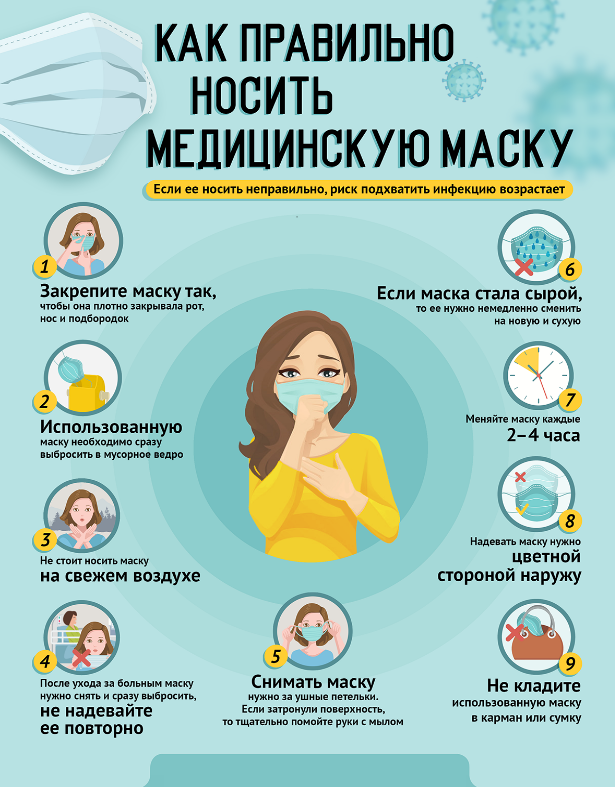 КАК ПРАВИЛЬНО
НОСИТЬ
МЕДИЦИНСКУЮ МАСКУ
Если ее носить неправильно, риск подхватить инфекцию возрастает
1
Закрепите маску так,
чтобы она плотно закрывала рот,
нос и подбородок
2
Использованную
маску необходимо сразу
выбросить в мусорное ведро
3
Не стоит носить маску
на свежем воздухе
4
После ухода за больным маску
нужно снять и сразу выбросить,
не надевайте
ее повторно
5
Снимать маску
нужно за ушные петельки.
Если затронули поверхность,
то тщательно помойте руки с мылом
6
Если маска стала сырой,
то ее нужно немедленно сменить
на новую и сухую
7
Меняйте маску каждые
2–4 часа
8
Надевать маску нужно
цветной
стороной наружу
9
Не кладите
использованную маску
в карман или сумку